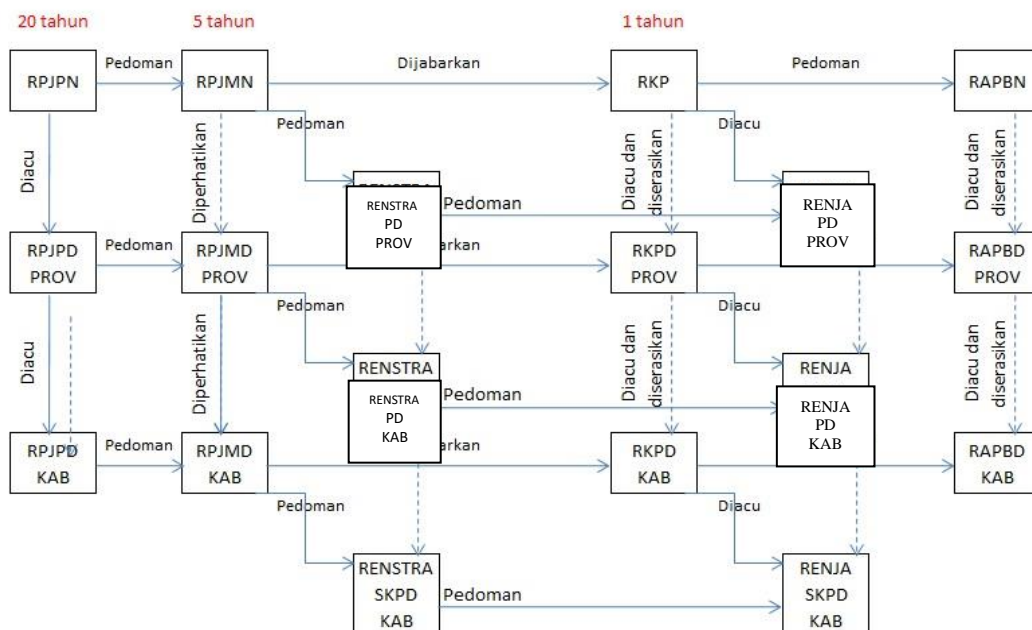 20 tahun
5 tahun
1 tahun
RPJPN
Pedoman
RPJMN
Dijabarkan
RKP
Pedoman
RAPBN
Diacu
Diperhatikan
Pedoman
Diacu dan
diserasikan
Diacu
Diacu dan
diserasikan
RENSTRA
PD
PROV
Pedoman
RENJA
PD
PROV
RPJPD
PROV
Pedoman
RPJMD
PROV
arkan
RKPD
PROV
RAPBD
PROV
Diacu
Diperhatikan
Pedoman
Diacu dan
diserasikan
Diacu
Diacu dan
diserasikan
RENSTRA
RENSTRA
PD
KAB
Pedoman
RENJA
RENJA
PD
KAB
RPJPD
KAB
Pedoman
RPJMD
KAB
arkan
RKPD
KAB
RAPBD
KAB
Pedoman
Diacu
RENSTRA
SKPD
KAB
Pedoman
RENJA
SKPD
KAB